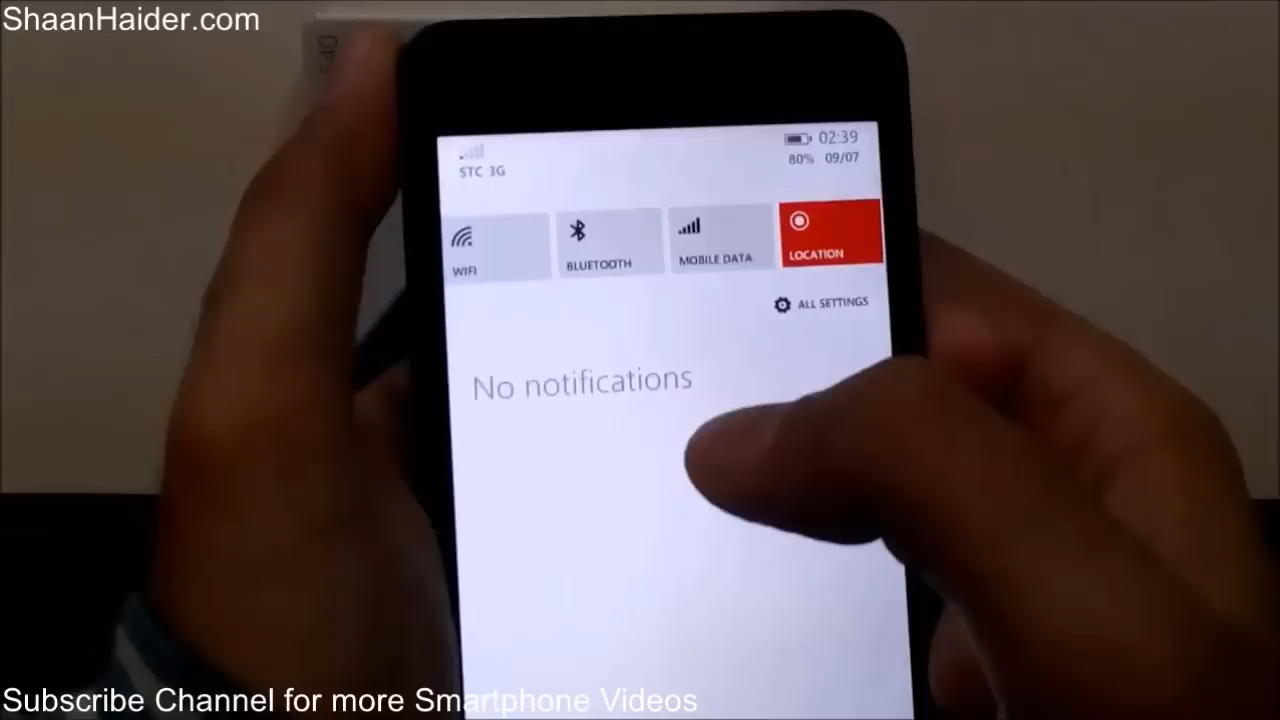 ShaanHaider.com
640
02:39
STC 3G
80% 09/07
WIFI
BLUETOOTH
MOBILE DATA
LOCATION
ALL SETTINGS
No notifications
Subscribe Channel for more Smartphone Videos